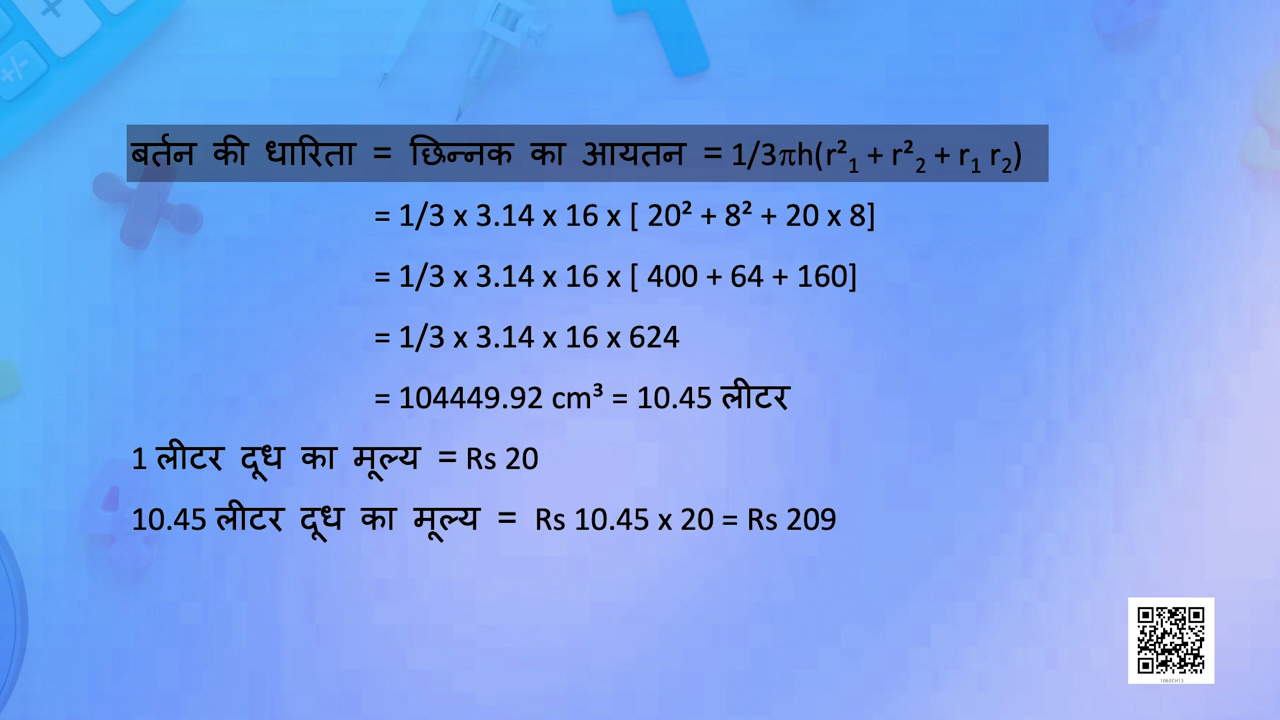 बर्तन की धारिता = छिन्नक का आयतन = 1/3πh(r²₁ + r²₂ + r₁ r₂)
= 1/3 x 3.14 x 16 x [ 20² + 8² + 20 x 8]
= 1/3 x 3.14 x 16 x [ 400 + 64 + 160]
= 1/3 x 3.14 x 16 x 624
= 104449.92 cm³ = 10.45 लीटर
1 लीटर दूध का मूल्य = Rs 20
10.45 लीटर दूध का मूल्य = Rs 10.45 x 20 = Rs 209
1063CH13